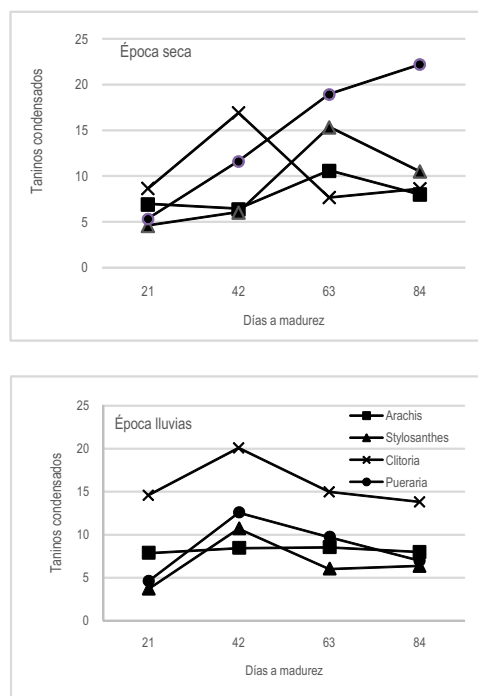 25
Época seca
20
15
10
5
0
Taninos condensados
21 42 63 84
Días a madurez
25
Época lluvias
20
15
10
5
0
Taninos condensados
Arachis
Stylosanthes
Clitoria
Pueraria
21 42 63 84
Días a madurez